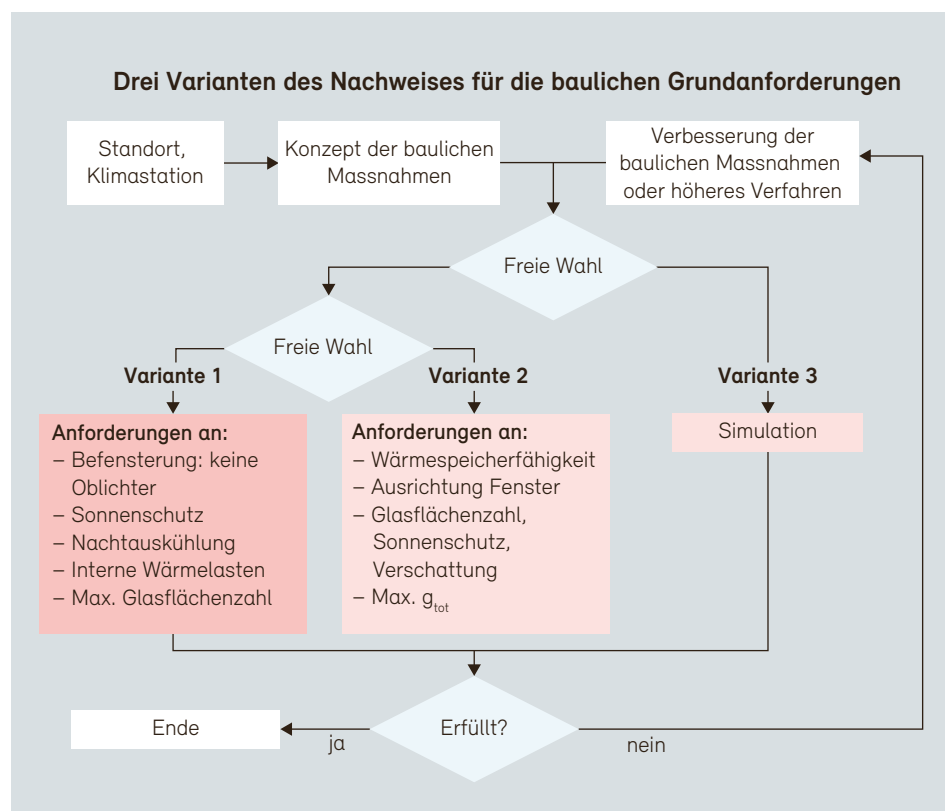 Drei Varianten des Nachweises für die baulichen Grundanforderungen
Standort,
Klimastation
Konzept der baulichen
Massnahmen
Verbesserung der
baulichen Massnahmen
oder höheres Verfahren
Freie Wahl
Freie Wahl
Variante 1
Variante 2
Variante 3
Anforderungen an:
– Befensterung: keine
Oblichter
– Sonnenschutz
– Nachtauskühlung
– Interne Wärmelasten
– Max. Glasflächenzahl
Anforderungen an:
– Wärmespeicherfähigkeit
– Ausrichtung Fenster
– Glasflächenzahl,
Sonnenschutz,
Verschattung
– Max. gtot
Simulation
Erfüllt?
Ende
ja
nein